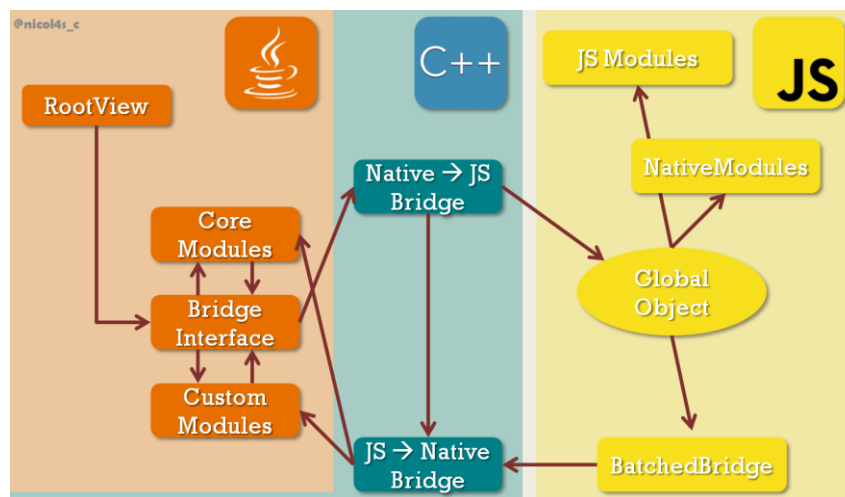 @nicol4s_c
C++
JS
RootView
JS Modules
NativeModules
Native → JS
Bridge
Core
Modules
Bridge
Interface
Custom
Modules
Global
Object
JS → Native
Bridge
BatchedBridge